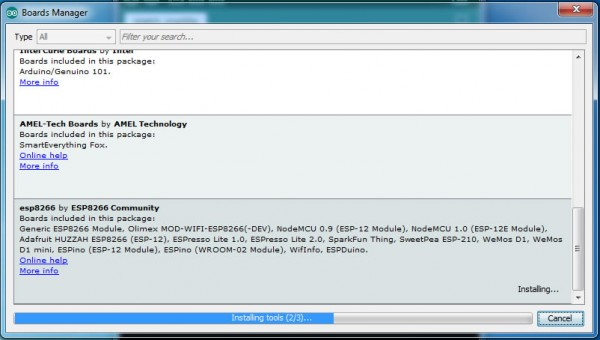 Boards Manager
Type All Filter your search...
Intel Curie Boards by Intel
Boards included in this package:
Arduino/Genuino 101.
More info
AMEL-Tech Boards by AMEL Technology
Boards included in this package:
SmartEverything Fox.
Online help
More info
esp8266 by ESP8266 Community
Boards included in this package:
Generic ESP8266 Module, Olimex MOD-WIFI-ESP8266(-DEV), NodeMCU 0.9 (ESP-12 Module), NodeMCU 1.0 (ESP-12E Module),
Adafruit HUZZAH ESP8266 (ESP-12), ESPresso Lite 1.0, ESPresso Lite 2.0, SparkFun Thing, SweetPea ESP-210, WeMos D1, WeMos
D1 mini, ESPino (ESP-12 Module), ESPino (WROOM-02 Module), WifInfo, ESPDuino.
Online help
More info
Installing...
Installing tools (2/3)...
Cancel